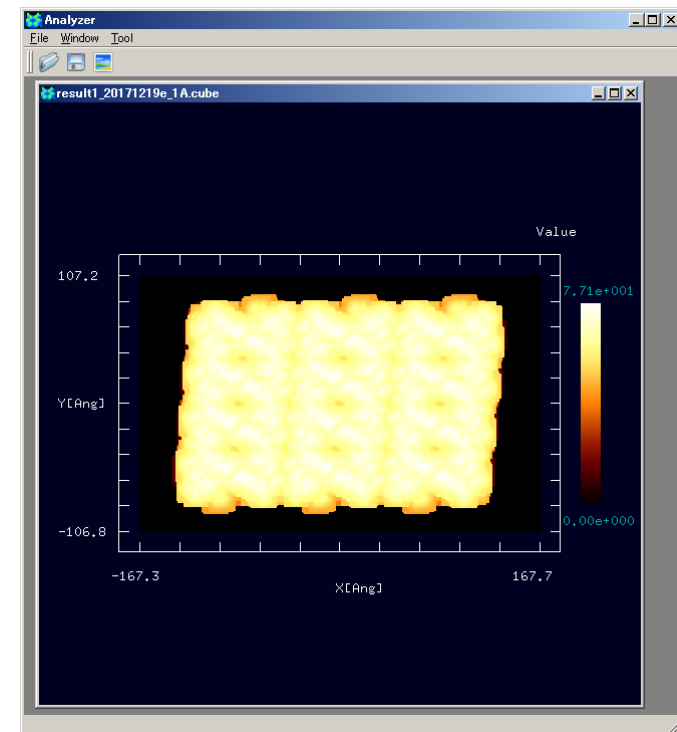 Analyzer
File Window Tool
result1_20171219e_1A.cube
Value
107.2
7.71e+001
Y[Ang]
0.00e+000
-106.8
-167.3
167.7
X[Ang]